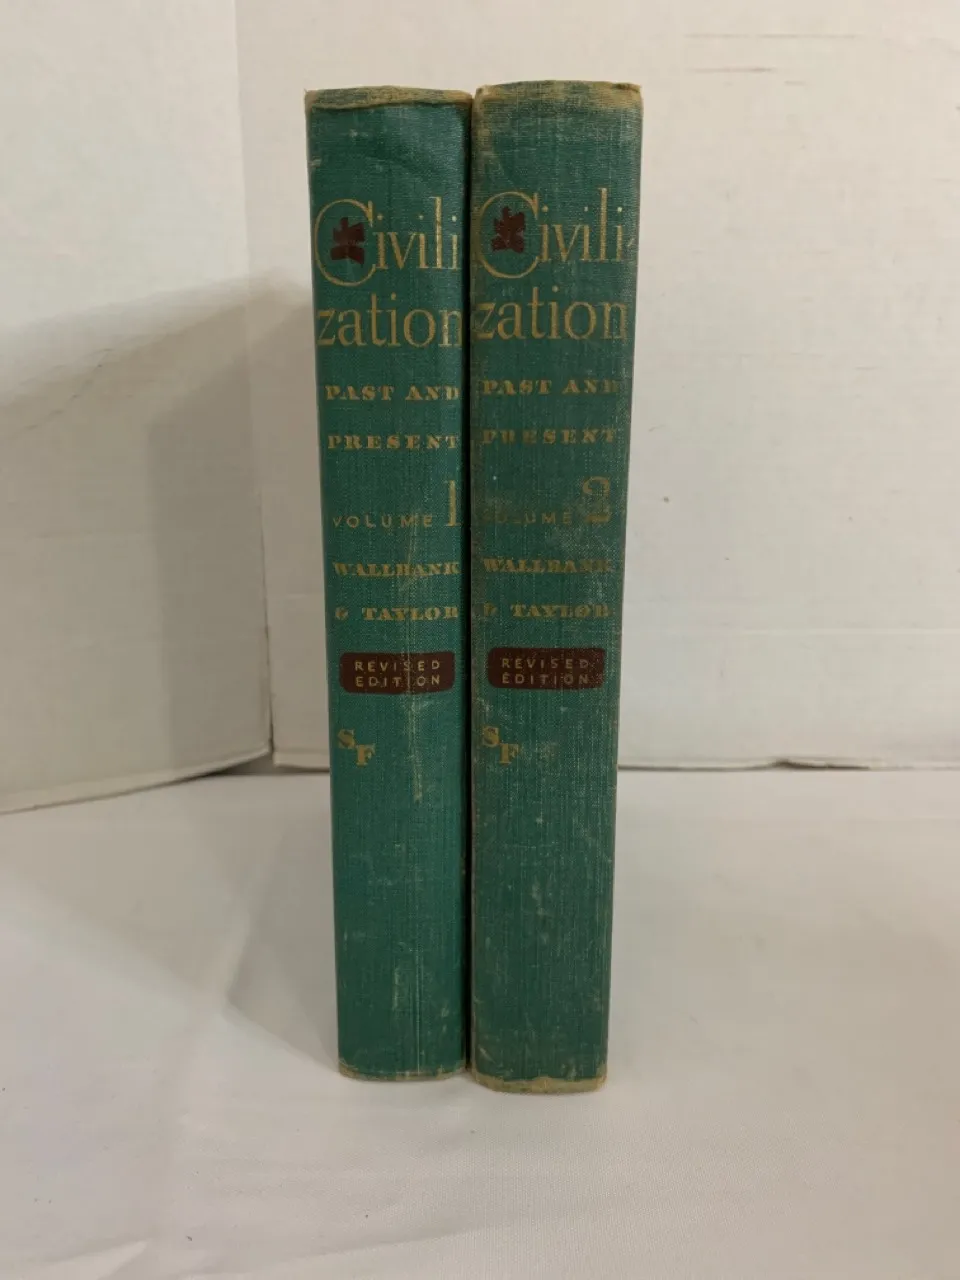 Civili
zation
PAST AND
PRESENT
VOLUME 1
WALLBANK
& TAYLOR
REVISED
EDITION
SF
Civili-
zation
PAST AND
PRESENT
VOLUME 2
WALLBANK
& TAYLOR
REVISED
EDITION
SF